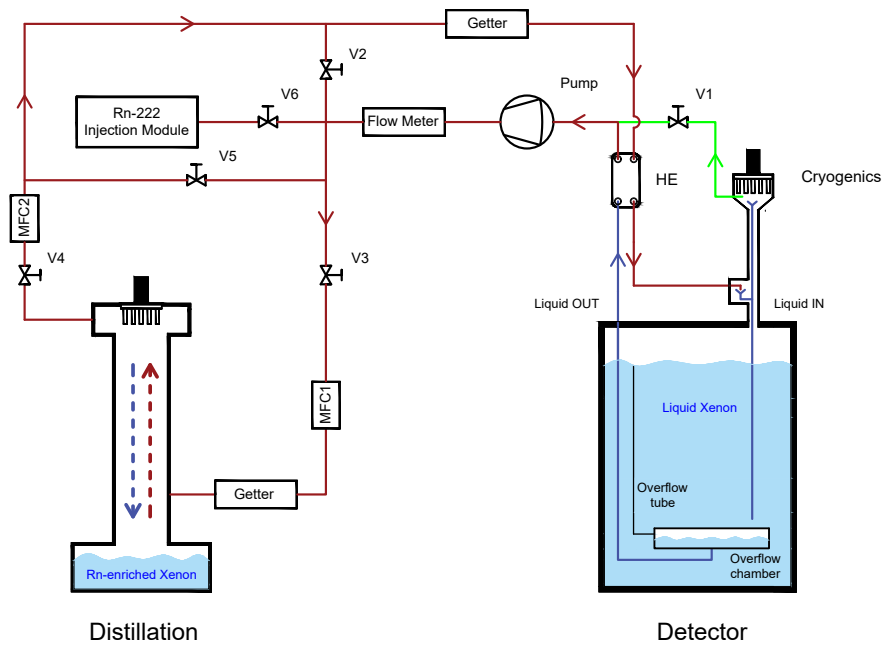 Getter
V2
Pump
V6
V1
Rn-222
Injection Module
Flow Meter
V5
HE
Cryogenics
MFC2
V4
V3
Liquid OUT
Liquid IN
MFC1
Liquid Xenon
Getter
Overflow
tube
Overflow
chamber
Rn-enriched Xenon
Distillation
Detector